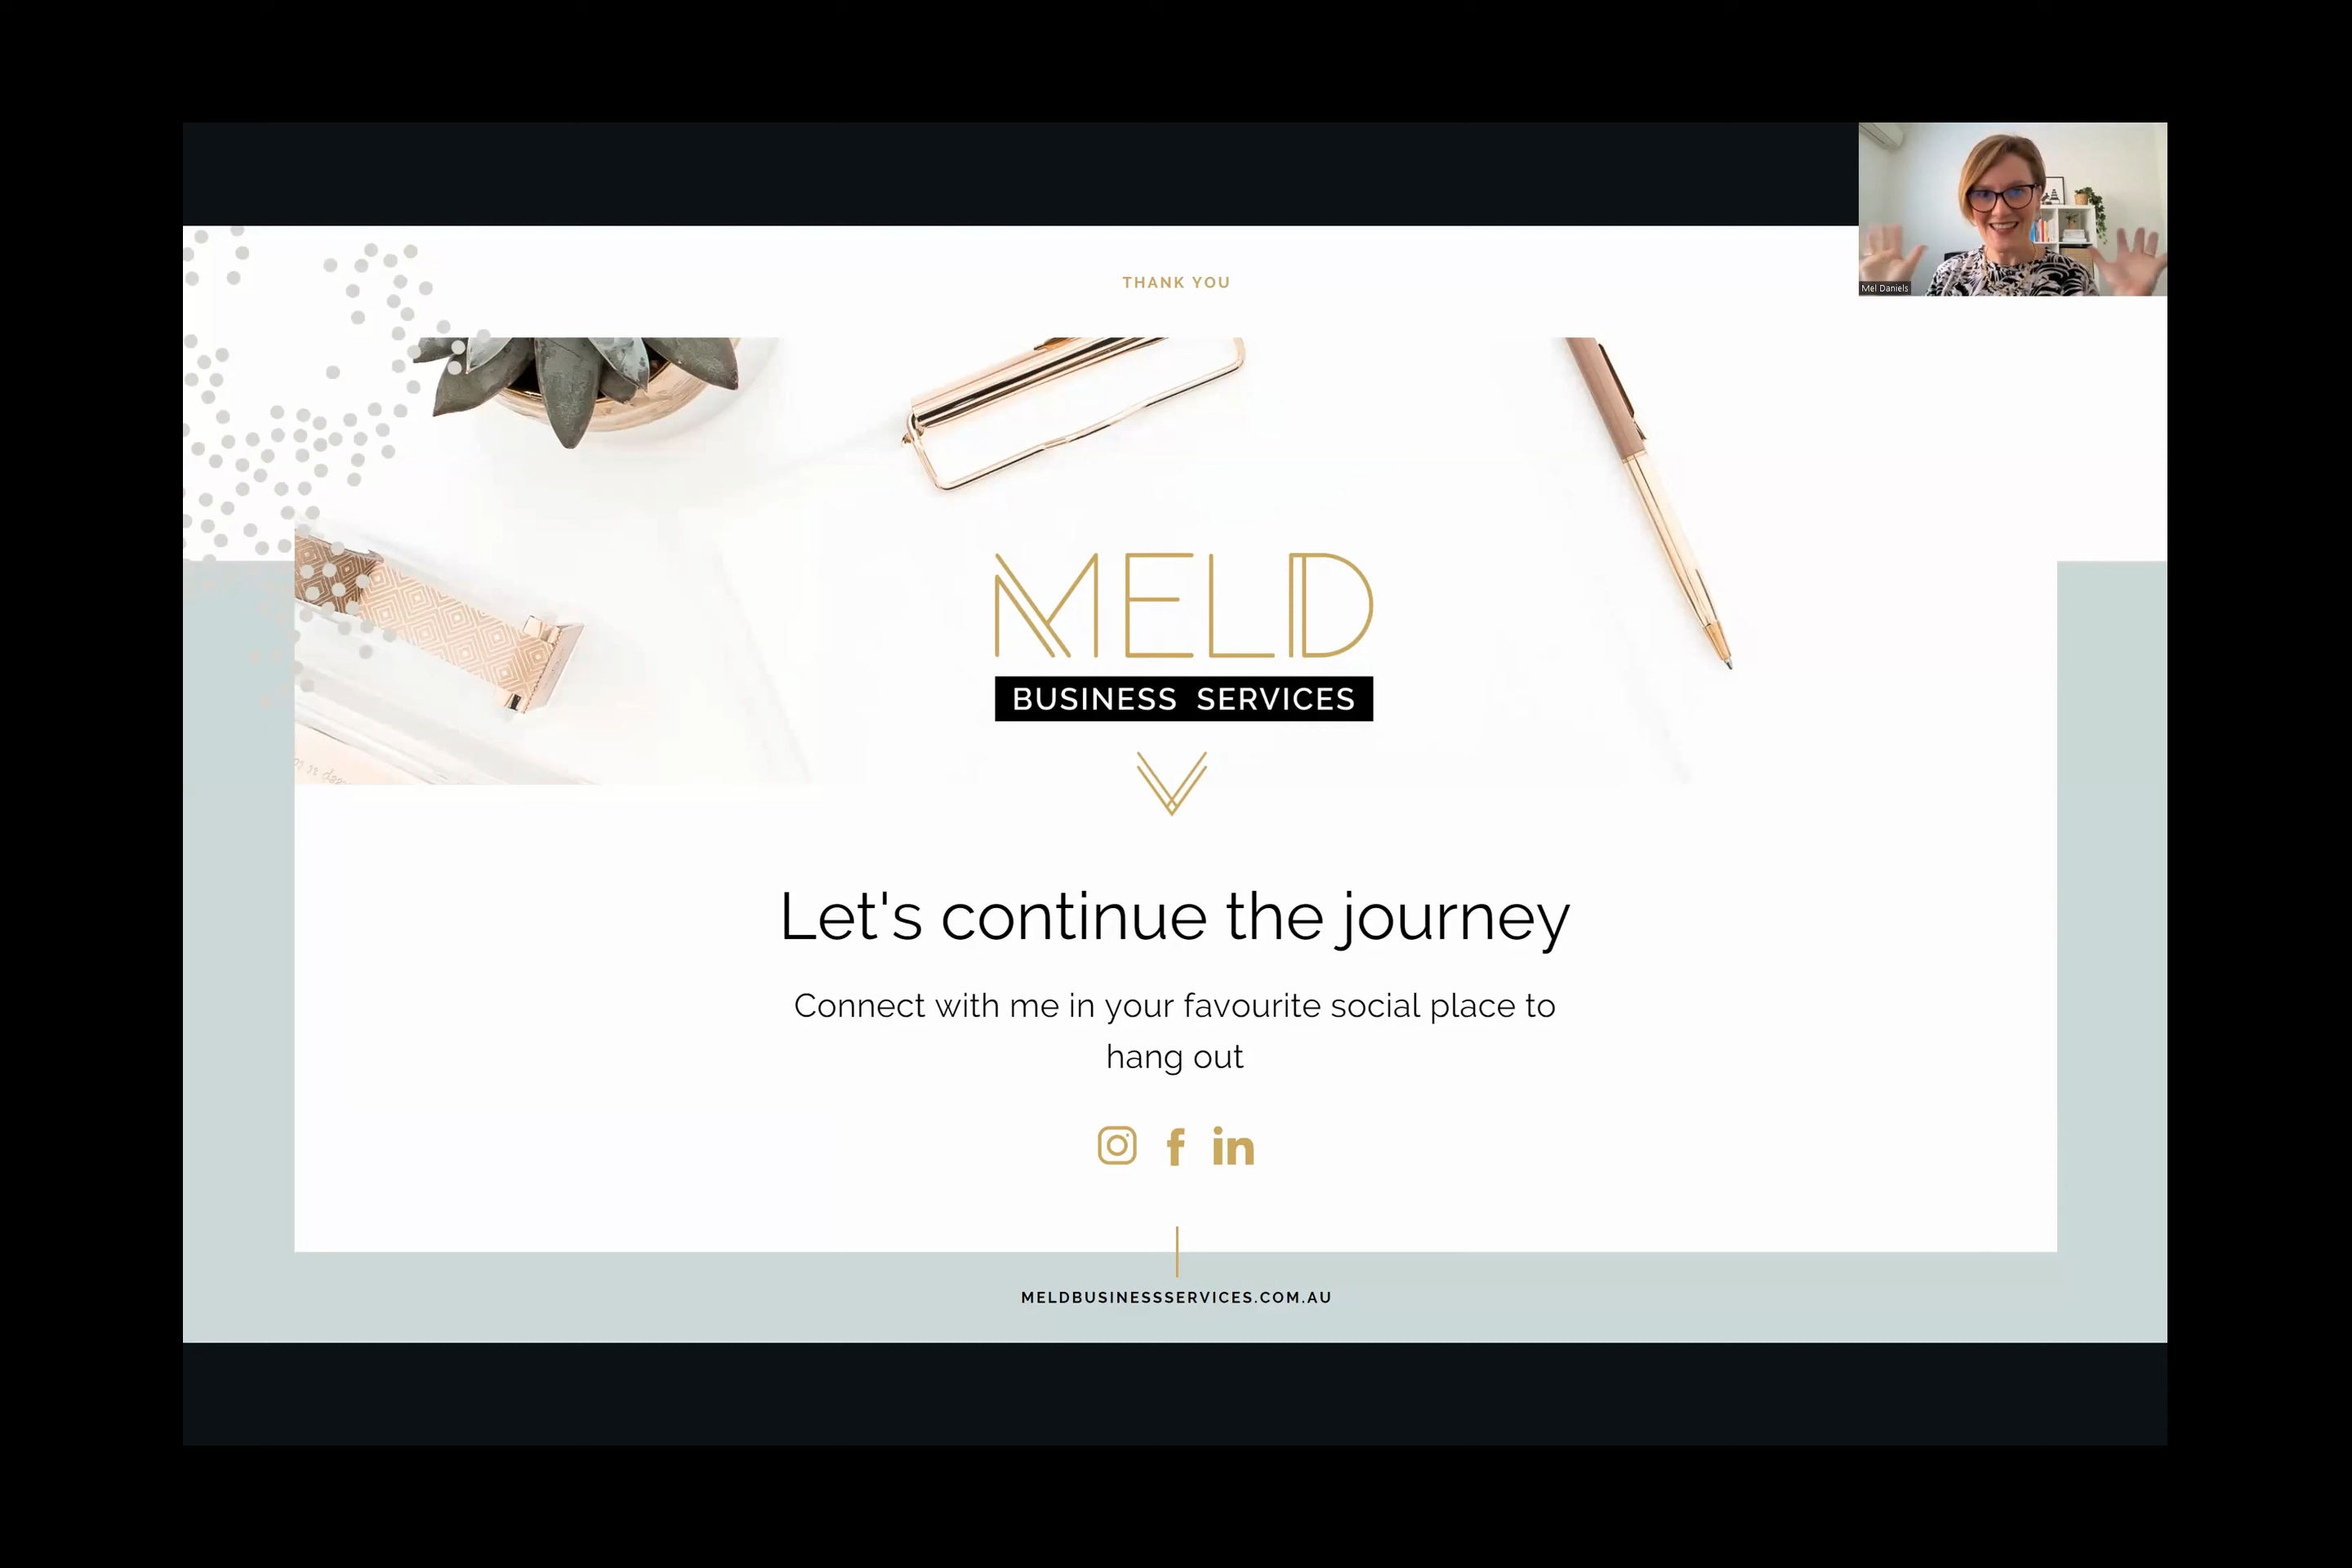 THANK YOU
Mel Daniels
MELD
BUSINESS SERVICES
Let's continue the journey
Connect with me in your favourite social place to
hang out
MELDBUSINESSSERVICES.COM.AU